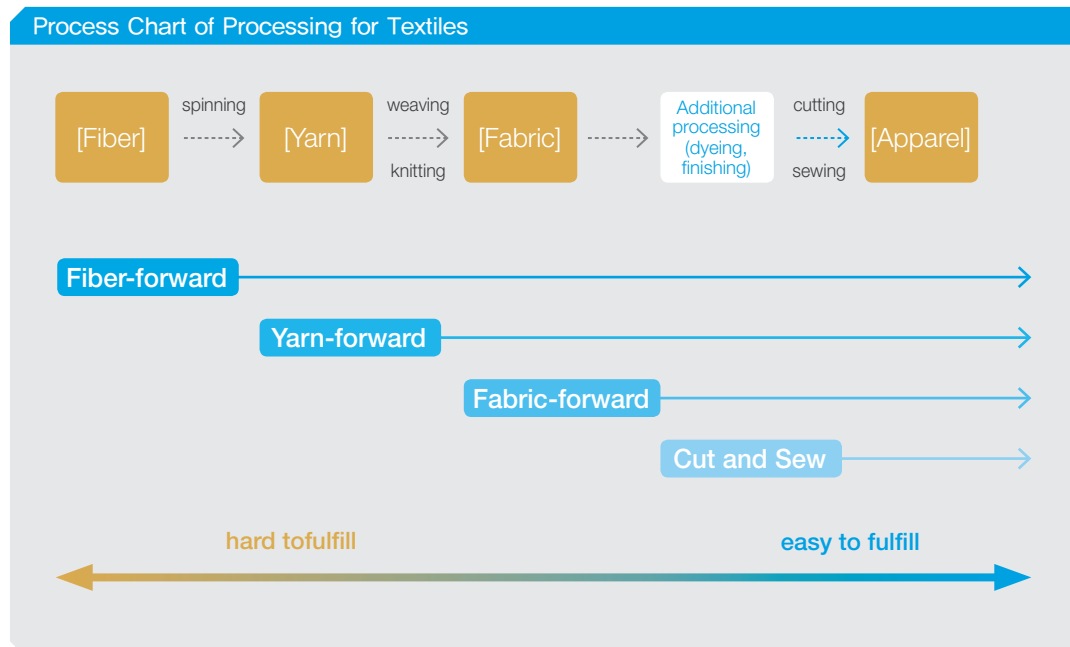 Process Chart of Processing for Textiles
[Fiber]
spinning
[Yarn]
weaving
knitting
[Fabric]
Additional
processing
(dyeing,
finishing)
cutting
sewing
[Apparel]
Fiber-forward
Yarn-forward
Fabric-forward
Cut and Sew
hard tofulfill
easy to fulfill